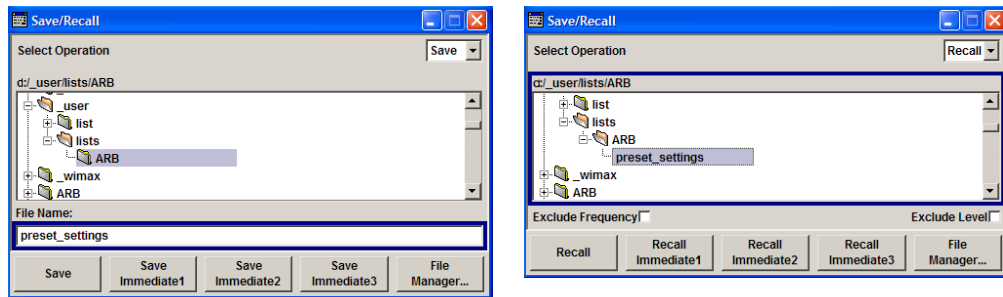 Save/Recall
Select Operation
Save
d:/_user/lists/ARB
_user
list
lists
ARB
_wimax
ARB
File Name:
preset_settings
Save
Save Immediate1
Save Immediate2
Save Immediate3
File Manager...
Save/Recall
Select Operation
Recall
d:/_user/lists/ARB
list
lists
ARB
preset_settings
_wimax
ARB
Exclude Frequency
Exclude Level
Recall
Recall Immediate1
Recall Immediate2
Recall Immediate3
File Manager...